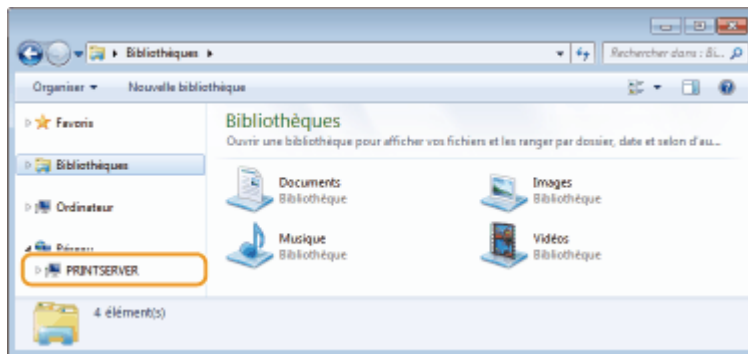 Bibliothèques
Rechercher dans : Bi...
Organiser
Nouvelle bibliothèque
Favoris
Bibliothèques
Ordinateur
Réseau
PRINTSERVER
Bibliothèques
Ouvrir une bibliothèque pour afficher vos fichiers et les ranger par dossier, date et selon d'au...
Documents
Bibliothèque
Images
Bibliothèque
Musique
Bibliothèque
Vidéos
Bibliothèque
4 élément(s)